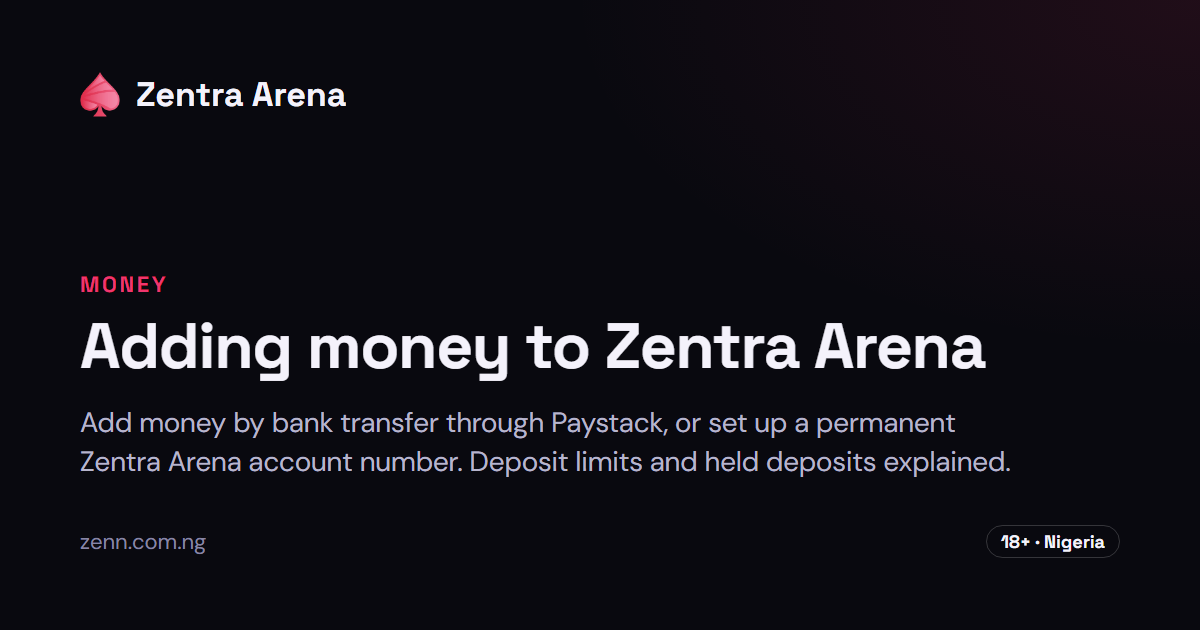 Zentra Arena
MONEY
Adding money to Zentra Arena
Add money by bank transfer through Paystack, or set up a permanent
Zentra Arena account number. Deposit limits and held deposits explained.
zenn.com.ng
18+ · Nigeria